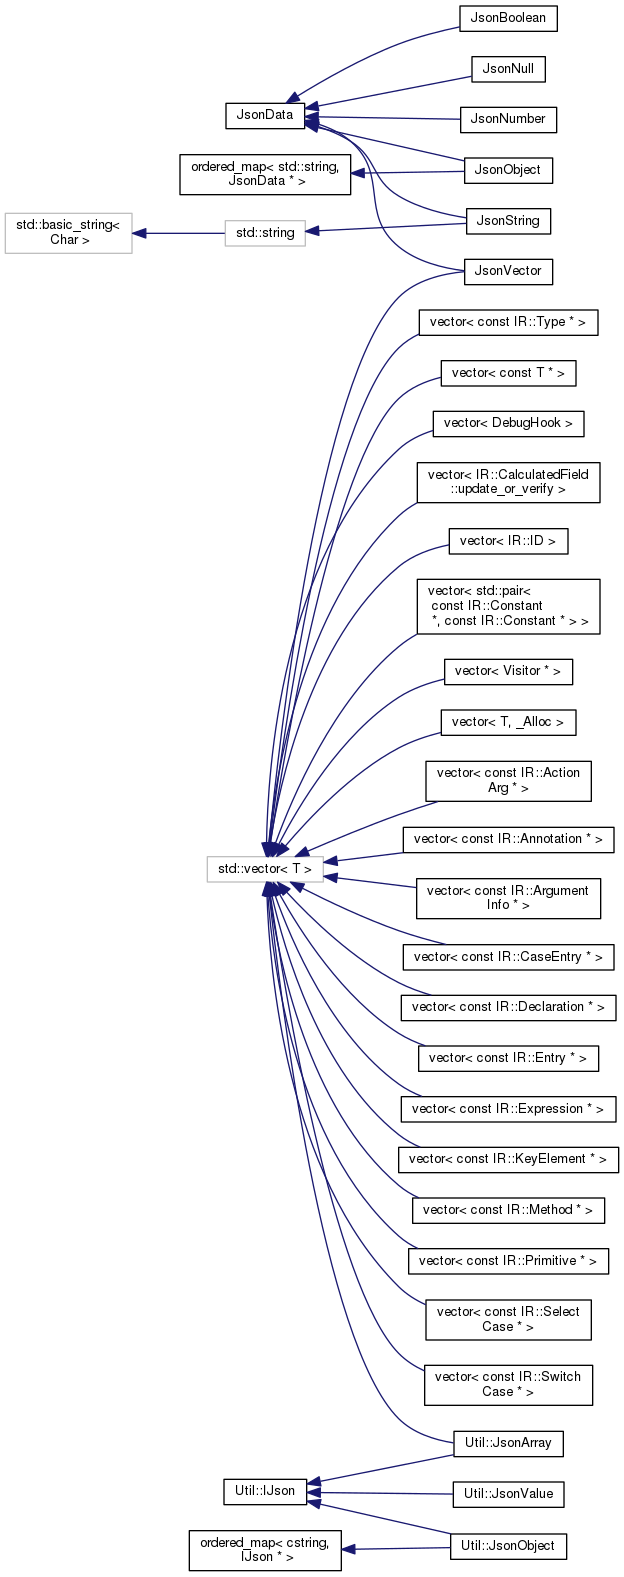 JsonBoolean
JsonNull
JsonData
JsonNumber
ordered_map< std::string,
JsonData * >
JsonObject
std::basic_string<
Char >
std::string
JsonString
JsonVector
vector< const IR::Type * >
vector< const T * >
vector< DebugHook >
vector< IR::CalculatedField
::update_or_verify >
vector< IR::ID >
vector< std::pair<
const IR::Constant
*, const IR::Constant * > >
vector< Visitor * >
vector< T, _Alloc >
vector< const IR::Action
Arg * >
vector< const IR::Annotation * >
std::vector< T >
vector< const IR::Argument
Info * >
vector< const IR::CaseEntry * >
vector< const IR::Declaration * >
vector< const IR::Entry * >
vector< const IR::Expression * >
vector< const IR::KeyElement * >
vector< const IR::Method * >
vector< const IR::Primitive * >
vector< const IR::Select
Case * >
vector< const IR::Switch
Case * >
Util::JsonArray
Util::IJson
Util::JsonValue
ordered_map< cstring,
IJson * >
Util::JsonObject